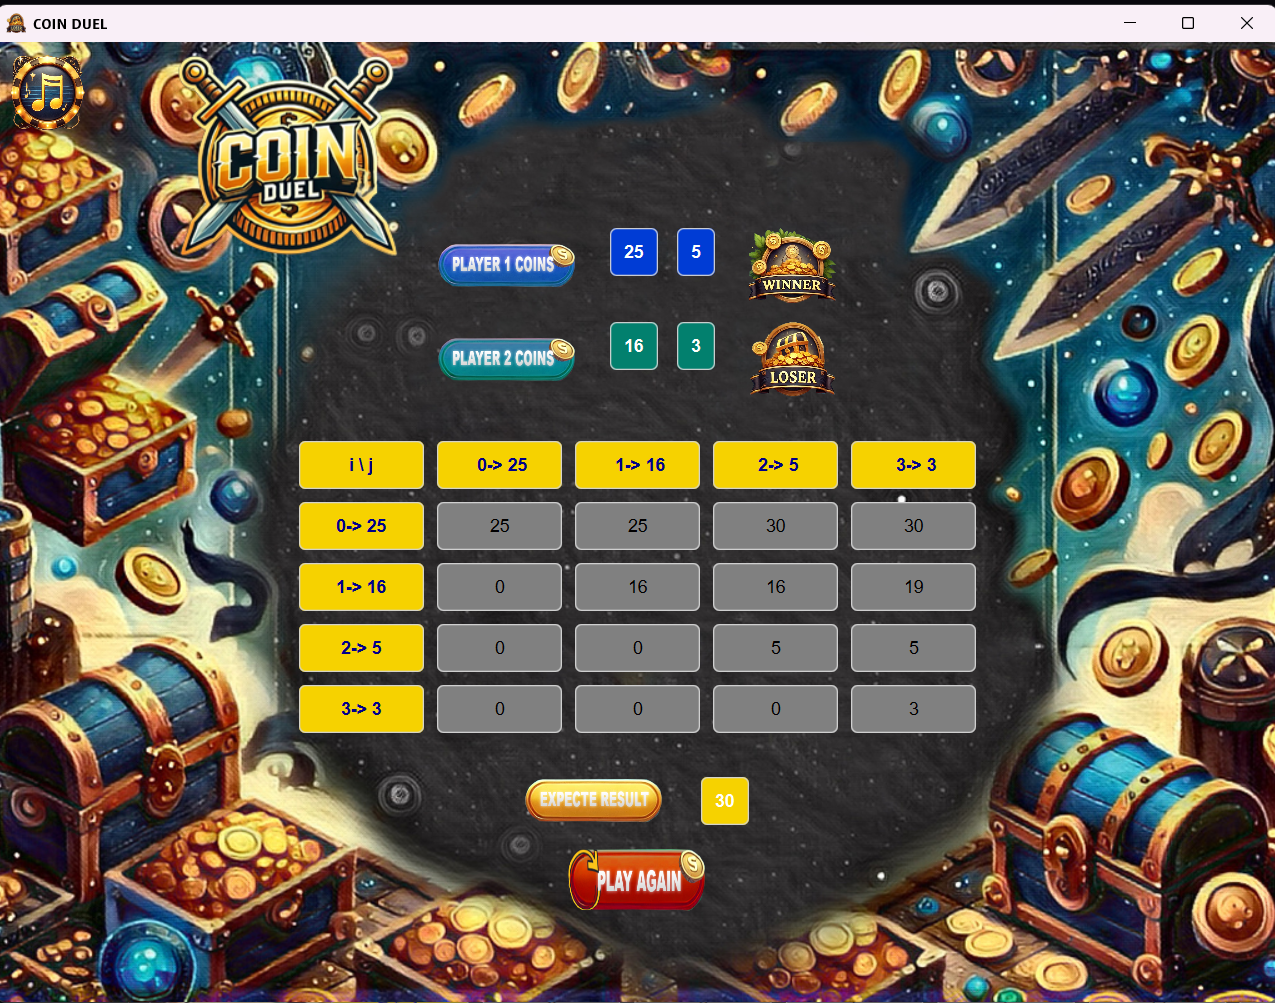 COIN DUEL
COIN
DUEL
PLAYER 1 COINS 25 5 WINNER
PLAYER 2 COINS 16 3 LOSER
i \ j 0-> 25 1-> 16 2-> 5 3-> 3
0-> 25 25 25 30 30
1-> 16 0 16 16 19
2-> 5 0 0 5 5
3-> 3 0 0 0 3
EXPECTE RESULT 30
PLAY AGAIN